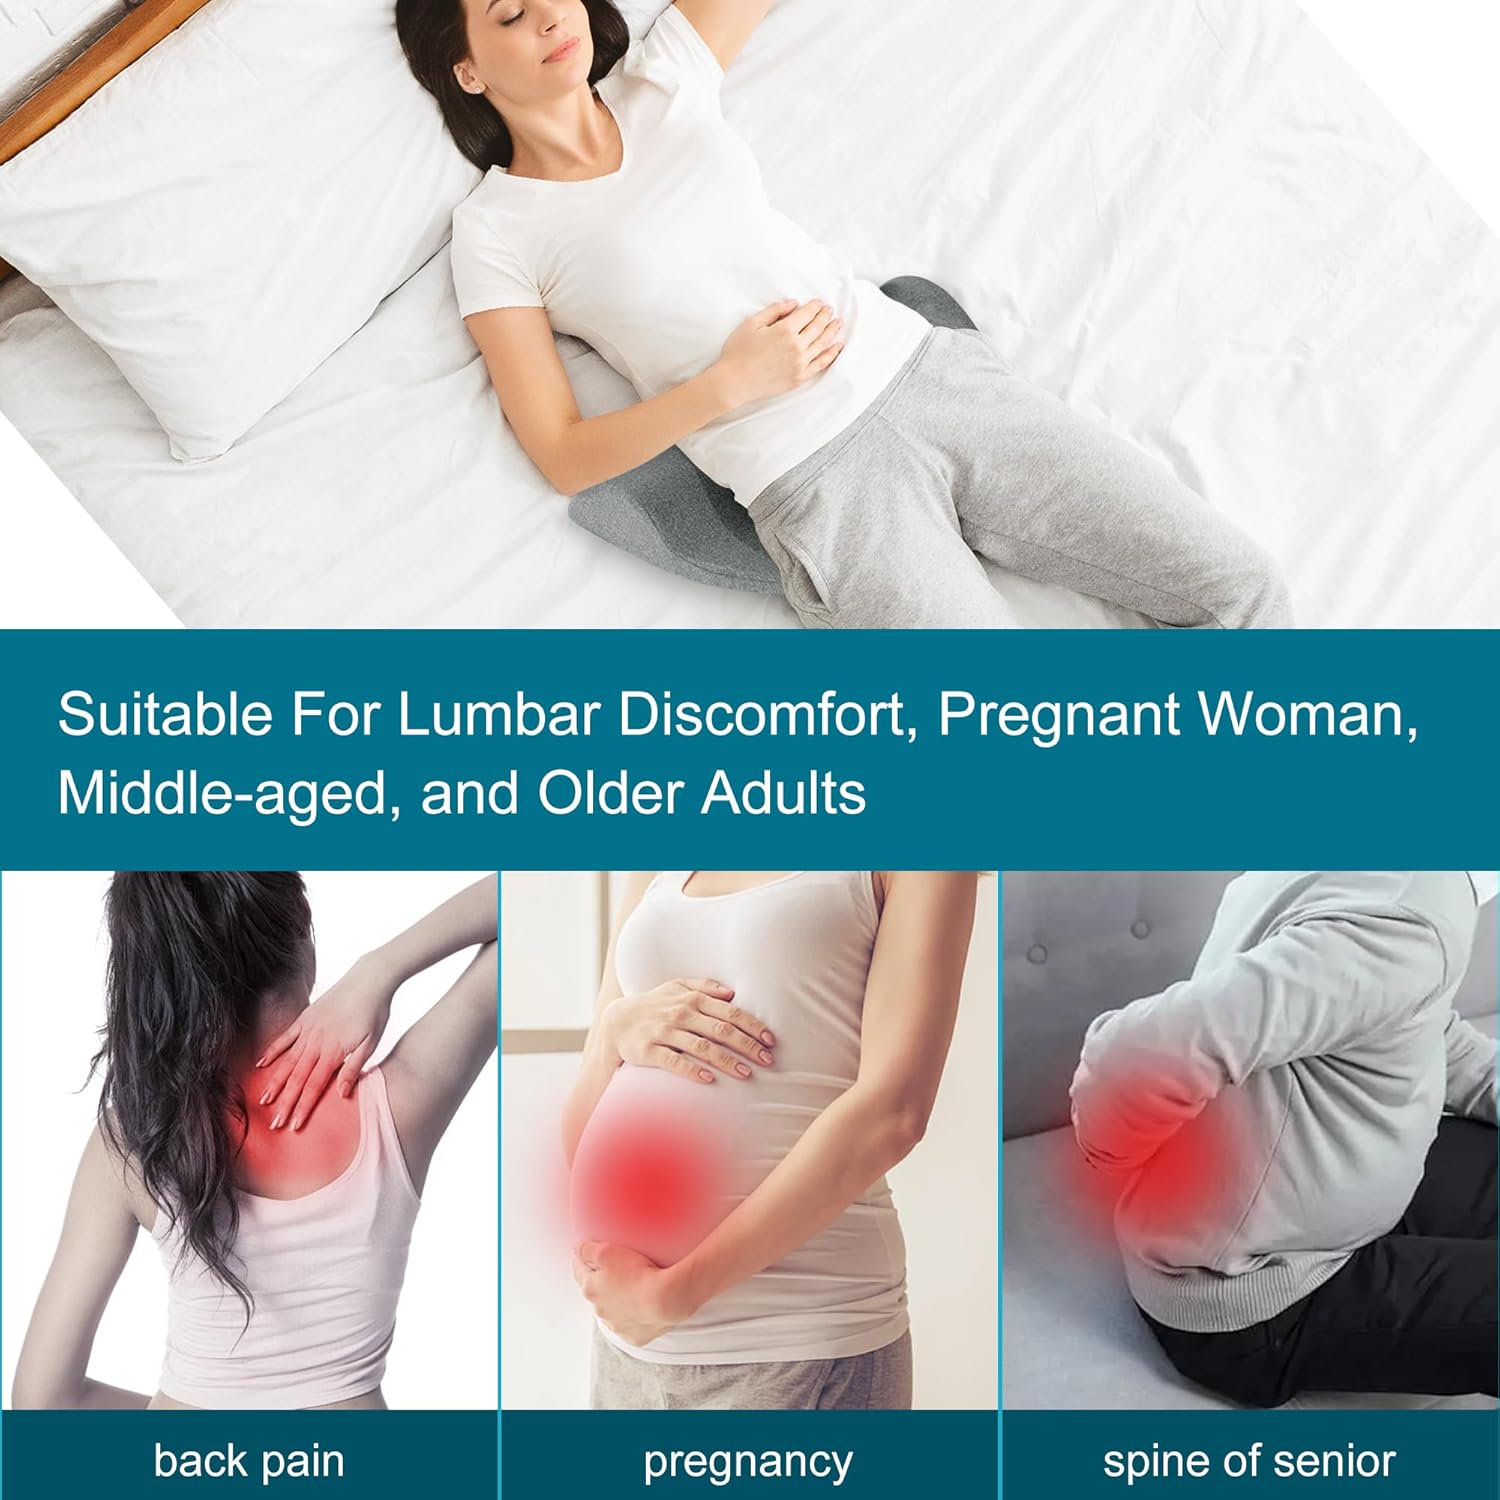 Suitable For Lumbar Discomfort, Pregnant Woman,
Middle-aged, and Older Adults
back pain
pregnancy
spine of senior